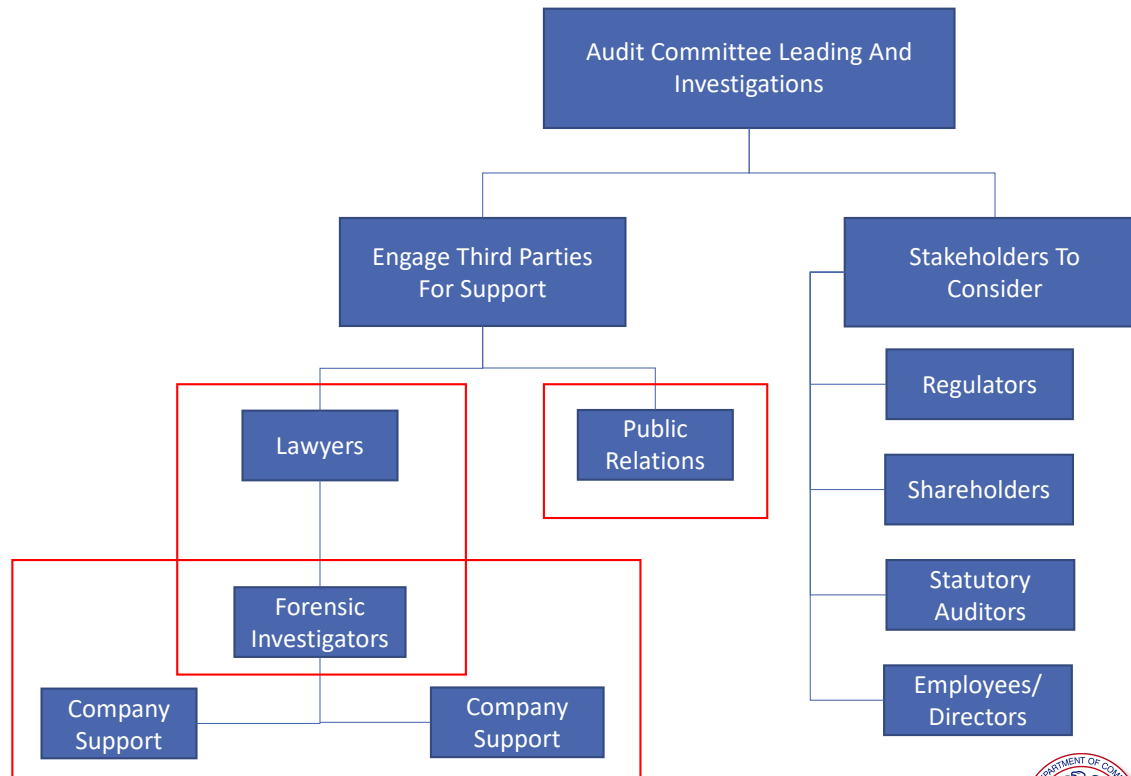 Audit Committee Leading And
Investigations
Engage Third Parties
For Support
Stakeholders To
Consider
Regulators
Lawyers
Public
Relations
Shareholders
Forensic
Investigators
Statutory
Auditors
Company
Support
Company
Support
Employees/
Directors